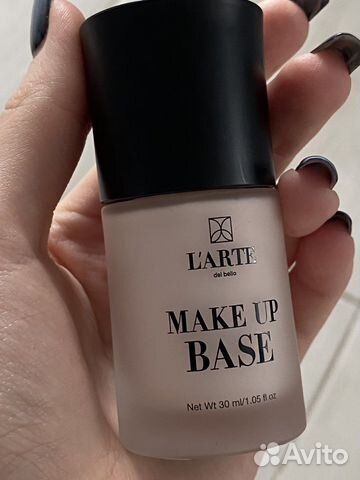 L'ARTE
del bello
MAKE UP
BASE
Net Wt 30 ml/1.05 fl oz
Avito